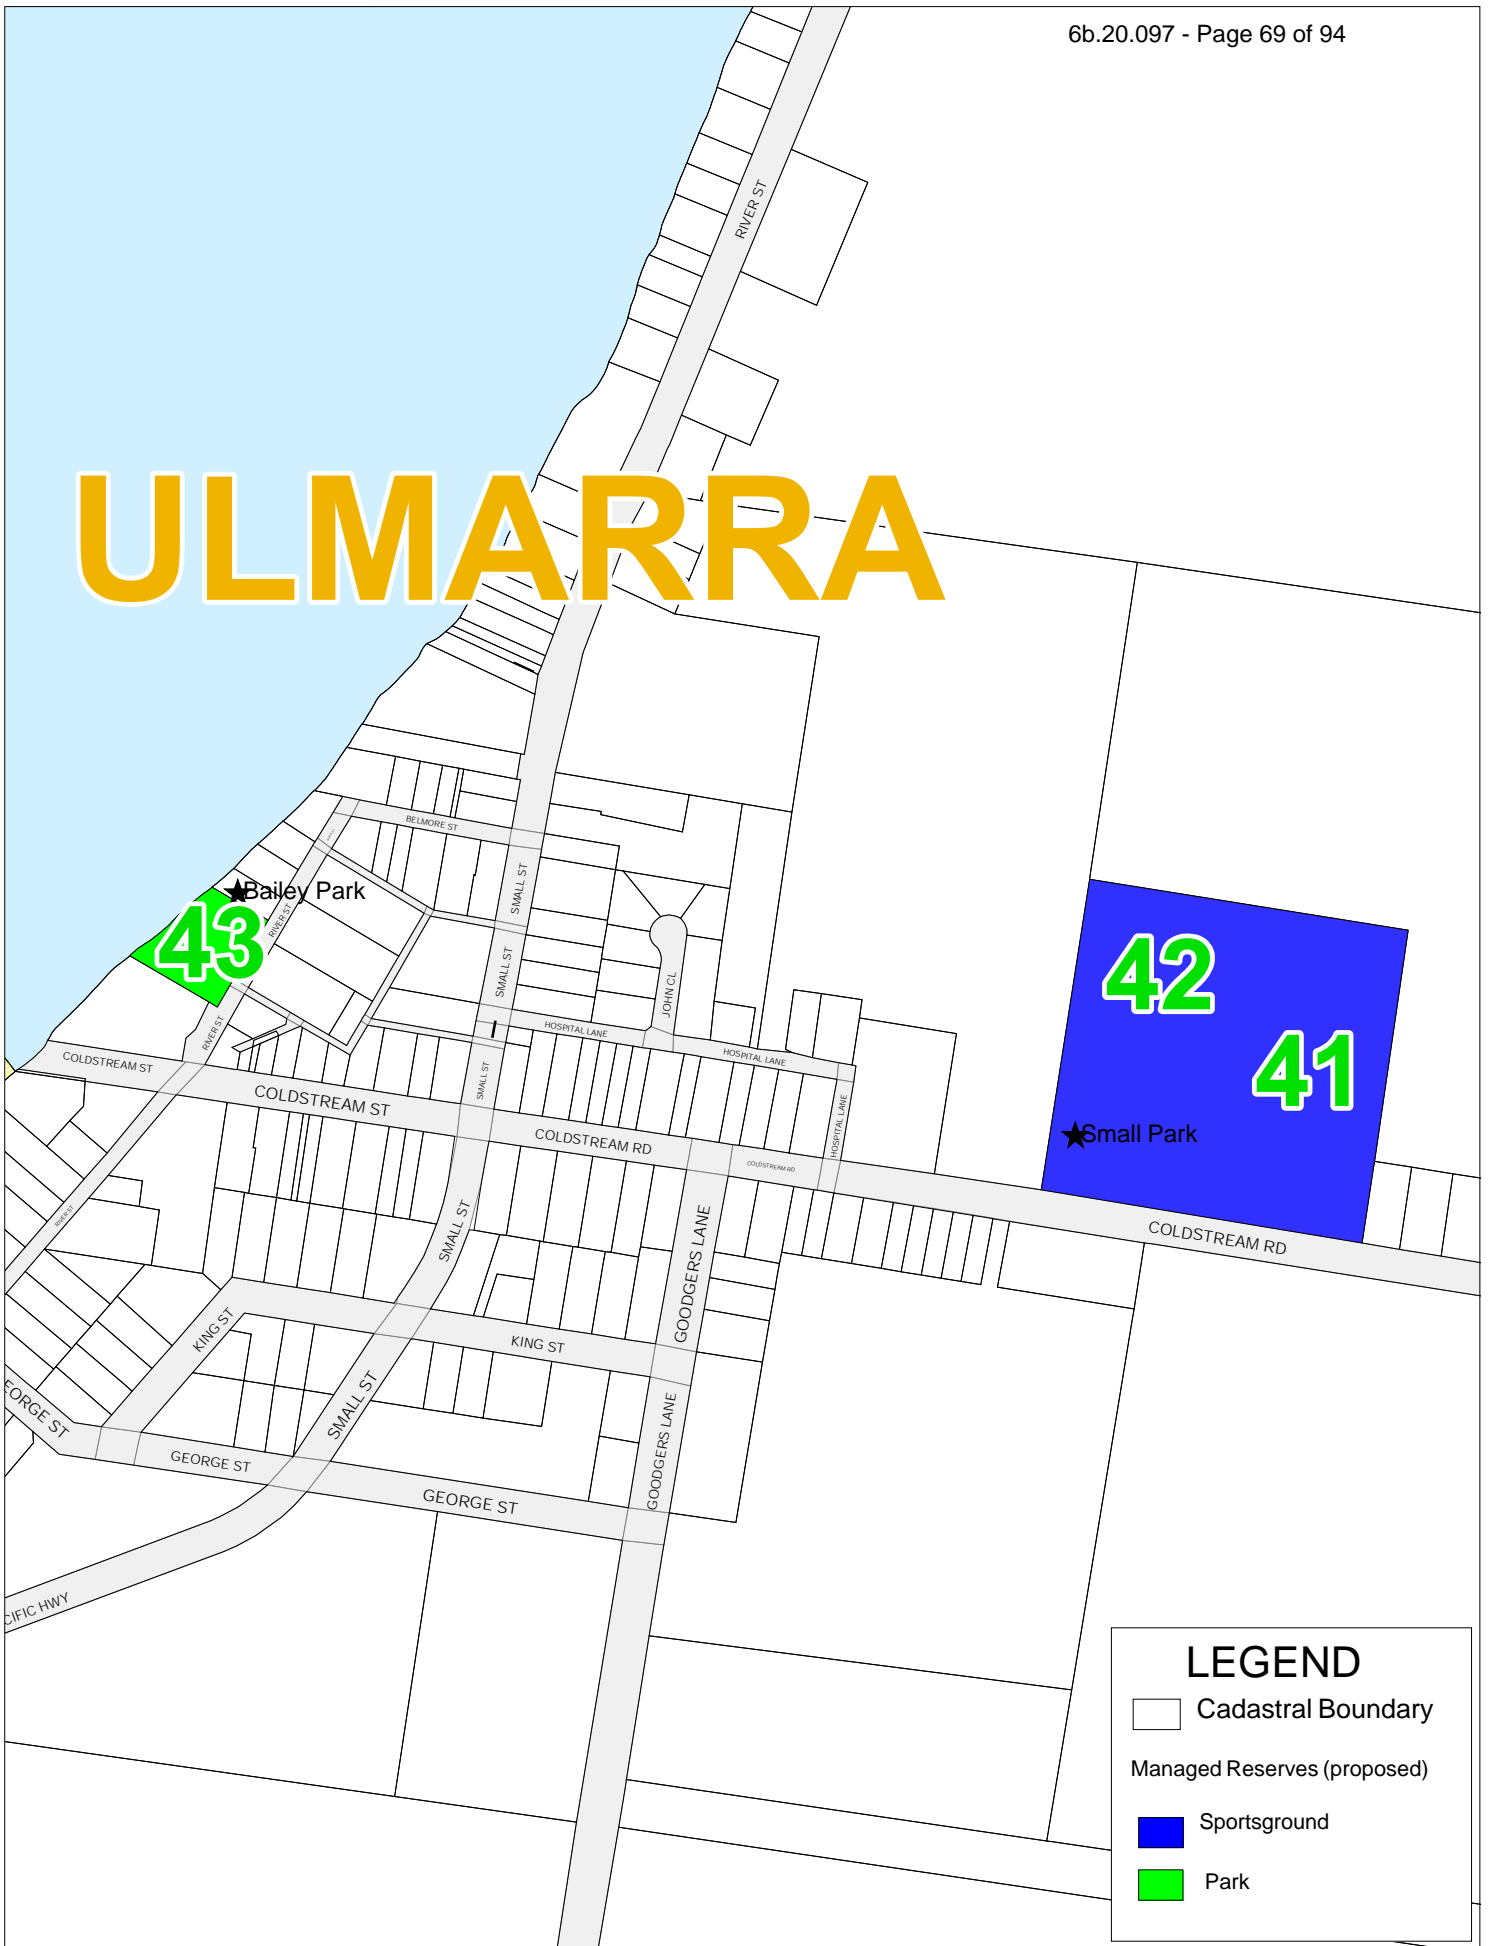 6b.20.097 - Page 69 of 94
RIVER ST
ULMARRA
BELMORE ST
SMALL ST
Bailey Park
43
RIVER ST
SMALL ST
JOHN CL
42
41
Small Park
HOSPITAL LANE
HOSPITAL LANE
HOSPITAL LANE
RIVER ST
COLDSTREAM ST
COLDSTREAM ST
SMALL ST
COLDSTREAM RD
COLDSTREAM RD
COLDSTREAM RD
RIVER ST
SMALL ST
GOODGERS LANE
KING ST
KING ST
SMALL ST
EORGE ST
GEORGE ST
GEORGE ST
GOODGERS LANE
CIFIC HWY
LEGEND
Cadastral Boundary
Managed Reserves (proposed)
Sportsground
Park